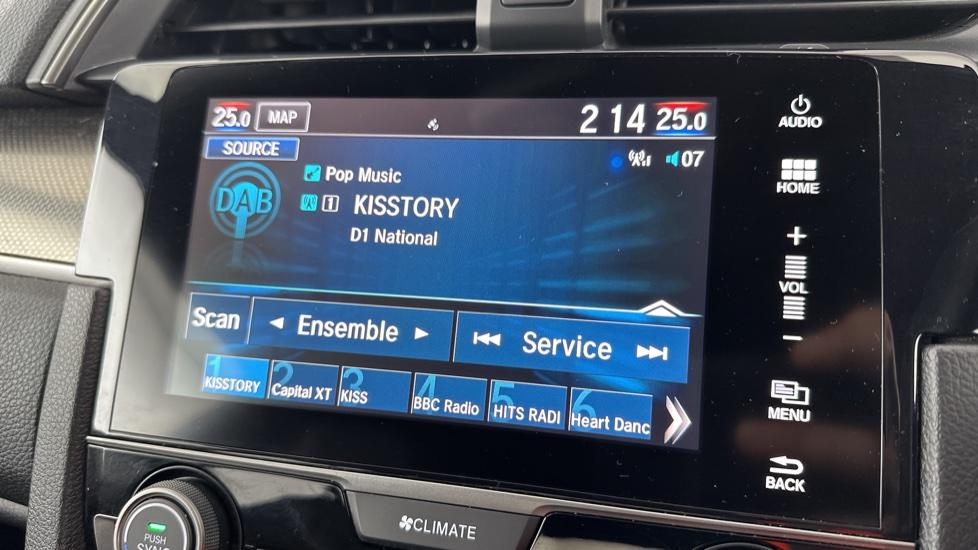 25.0 MAP 2 14 25.0
SOURCE
07
DAB
Pop Music
1 KISSTORY
D1 National
Scan Ensemble Service
1 KISSTORY 2 Capital XT 3 KISS 4 BBC Radio 5 HITS RADI 6 Heart Danc
AUDIO
HOME
+
VOL
-
MENU
BACK
CLIMATE
PUSH
SYNC